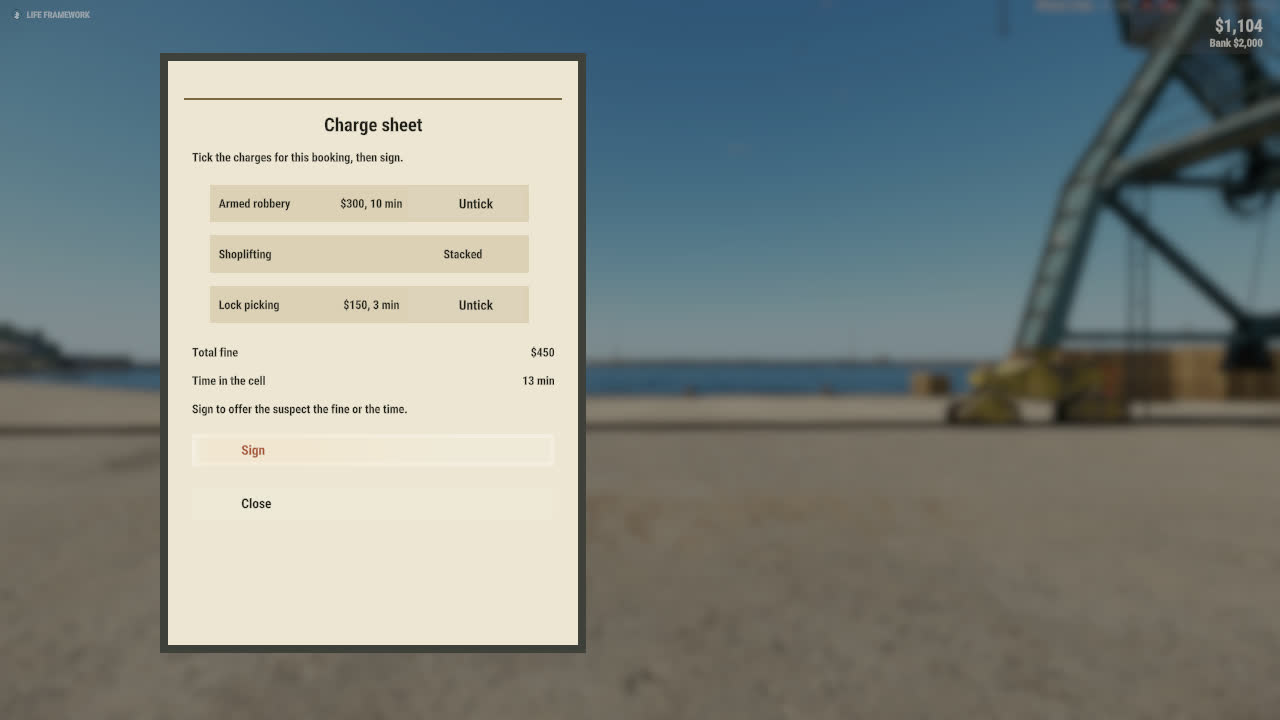 LIFE FRAMEWORK
$1,104
Bank $2,000
Charge sheet
Tick the charges for this booking, then sign.
Armed robbery $300, 10 min Untick
Shoplifting Stacked
Lock picking $150, 3 min Untick
Total fine $450
Time in the cell 13 min
Sign to offer the suspect the fine or the time.
Sign
Close